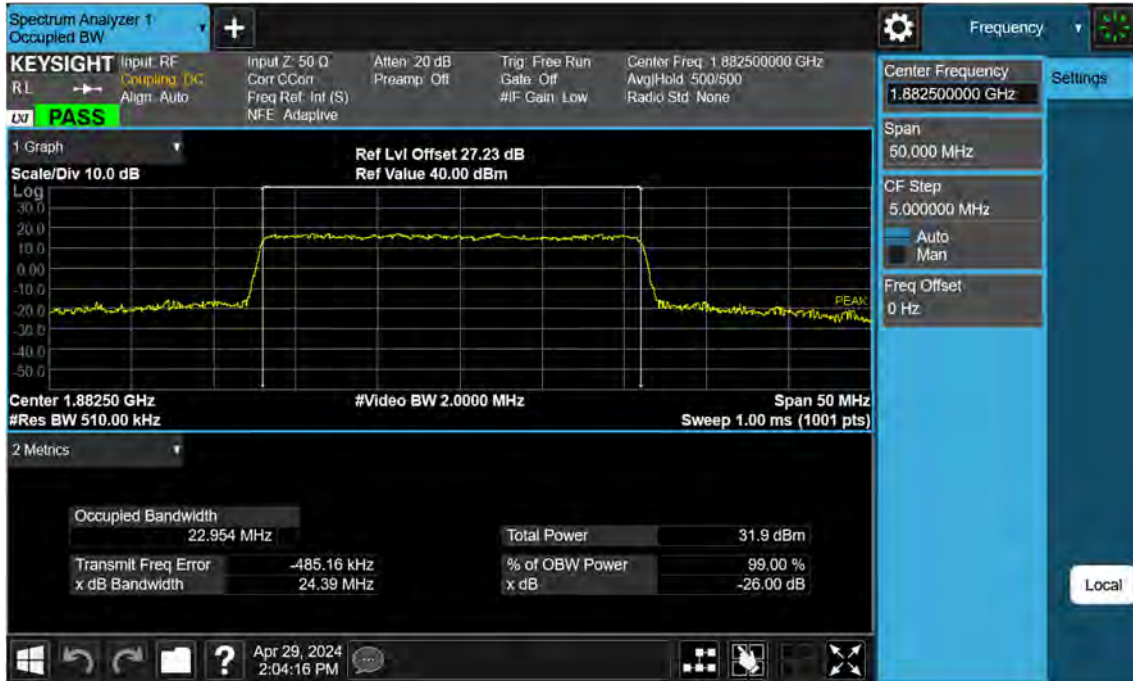 Spectrum Analyzer 1
Occupied BW
+
Frequency
KEYSIGHT
Input: RF
Coupling: DC
Align: Auto
Input Z: 50 Ω
Corr CCorr
Freq Ref: Int (S)
NFE: Adaptive
Atten: 20 dB
Preamp: Off
Trig: Free Run
Gate: Off
#IF Gain: Low
Center Freq: 1.882500000 GHz
Avg|Hold: 500/500
Radio Std: None
RL
LXI
PASS
Center Frequency
1.882500000 GHz
Settings
Span
50.000 MHz
CF Step
5.000000 MHz
Auto
Man
Freq Offset
0 Hz
1 Graph
Ref Lvl Offset 27.23 dB
Scale/Div 10.0 dB
Ref Value 40.00 dBm
Log
30.0
20.0
10.0
0.00
-10.0
-20.0
-30.0
-40.0
-50.0
PEAK
Center 1.88250 GHz
#Video BW 2.0000 MHz
Span 50 MHz
#Res BW 510.00 kHz
Sweep 1.00 ms (1001 pts)
2 Metrics
Occupied Bandwidth
22.954 MHz
Total Power
31.9 dBm
Transmit Freq Error
-485.16 kHz
% of OBW Power
99.00 %
x dB Bandwidth
24.39 MHz
x dB
-26.00 dB
Local
?
Apr 29, 2024
2:04:16 PM